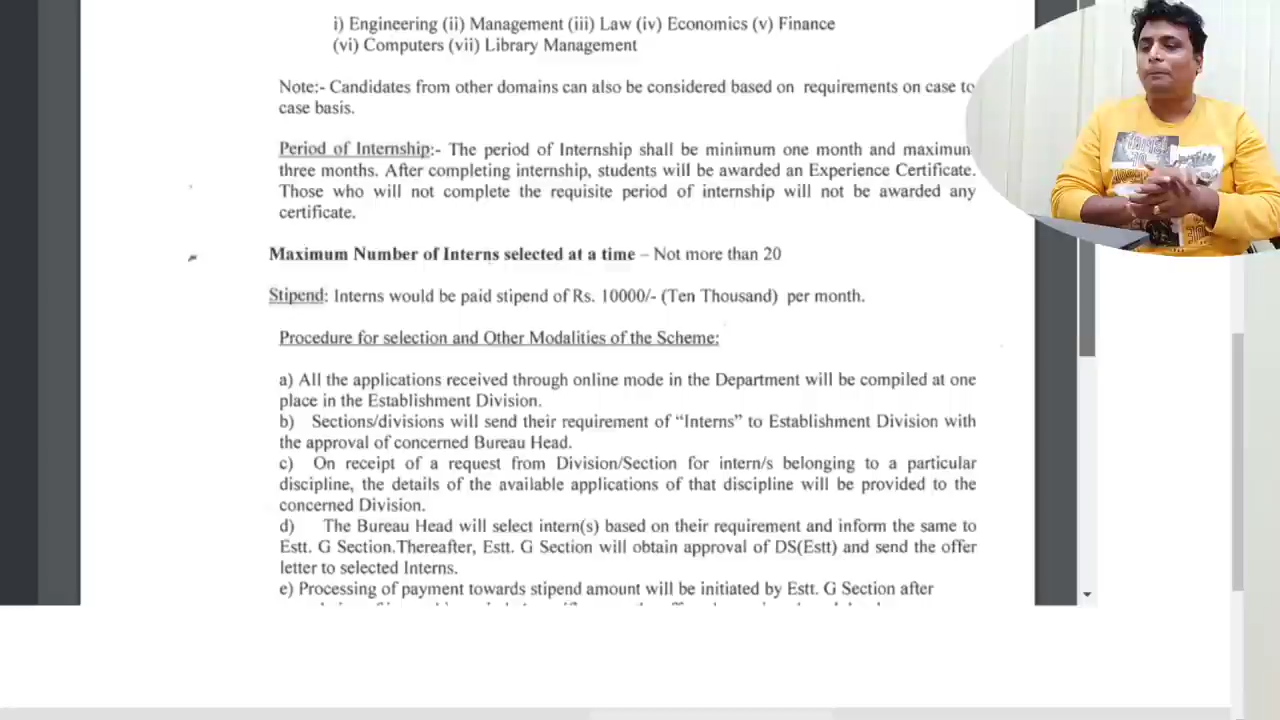 i) Engineering (ii) Management (iii) Law (iv) Economics (v) Finance
(vi) Computers (vii) Library Management
Note:- Candidates from other domains can also be considered based on requirements on case to
case basis.
Period of Internship:- The period of Internship shall be minimum one month and maximum
three months. After completing internship, students will be awarded an Experience Certificate.
Those who will not complete the requisite period of internship will not be awarded any
certificate.
Maximum Number of Interns selected at a time – Not more than 20
Stipend: Interns would be paid stipend of Rs. 10000/- (Ten Thousand) per month.
Procedure for selection and Other Modalities of the Scheme:
a) All the applications received through online mode in the Department will be compiled at one
place in the Establishment Division.
b) Sections/divisions will send their requirement of “Interns” to Establishment Division with
the approval of concerned Bureau Head.
c) On receipt of a request from Division/Section for intern/s belonging to a particular
discipline, the details of the available applications of that discipline will be provided to the
concerned Division.
d) The Bureau Head will select intern(s) based on their requirement and inform the same to
Estt. G Section.Thereafter, Estt. G Section will obtain approval of DS(Estt) and send the offer
letter to selected Interns.
e) Processing of payment towards stipend amount will be initiated by Estt. G Section after